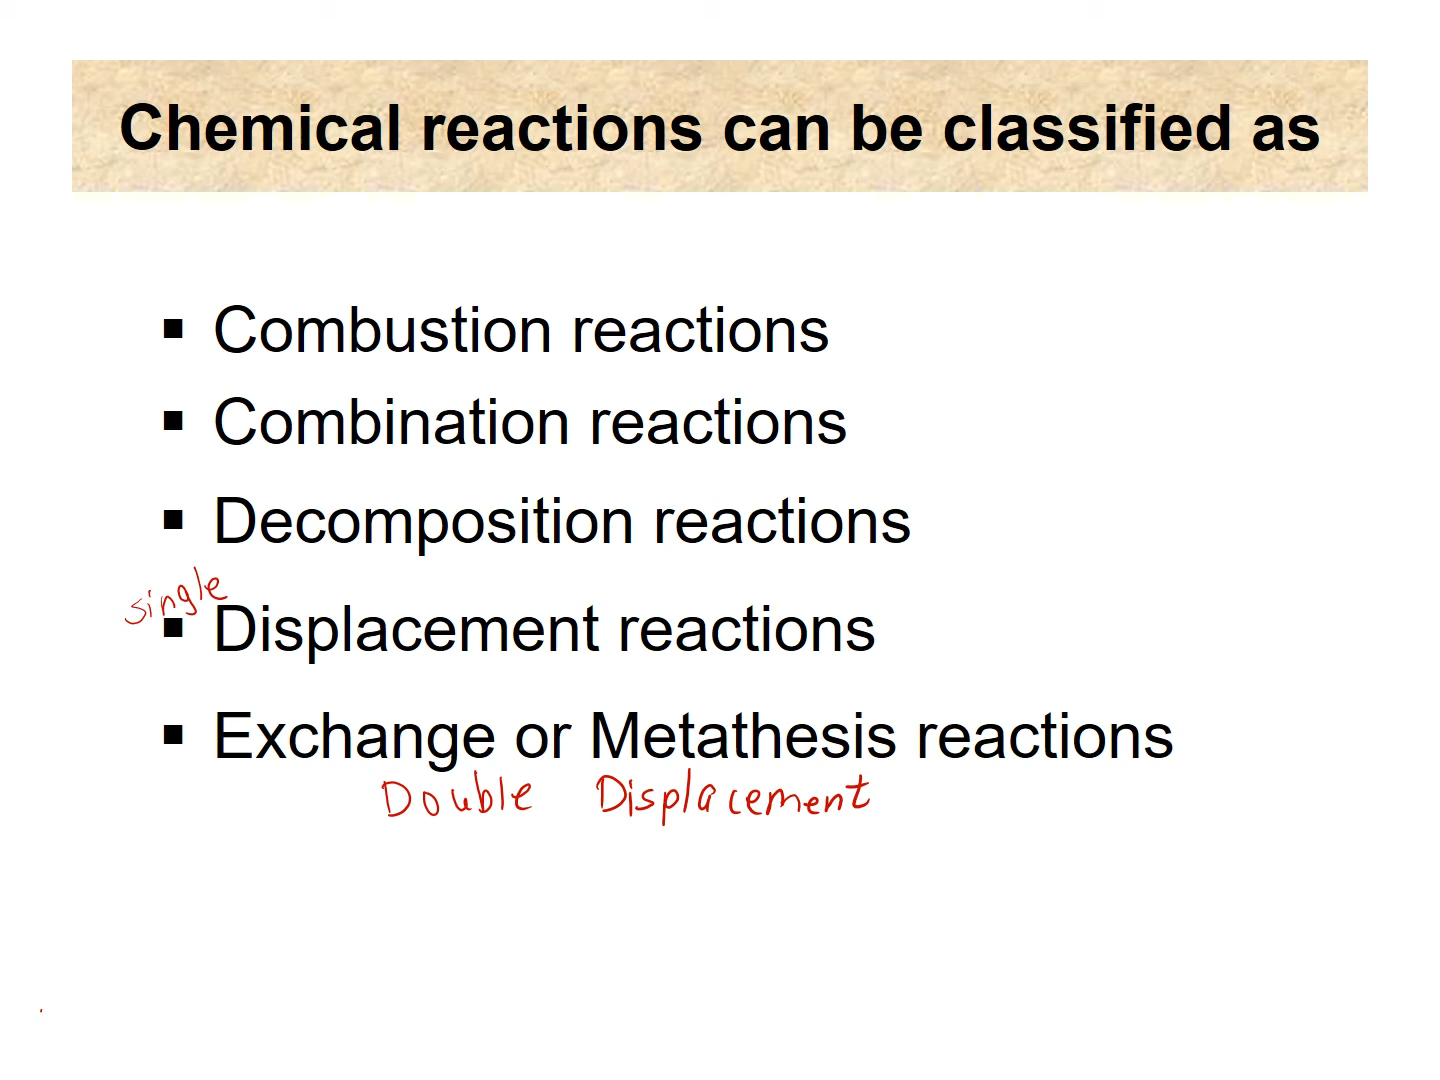 Chemical reactions can be classified as
▪ Combustion reactions
▪ Combination reactions
▪ Decomposition reactions
single
▪ Displacement reactions
▪ Exchange or Metathesis reactions
Double Displacement